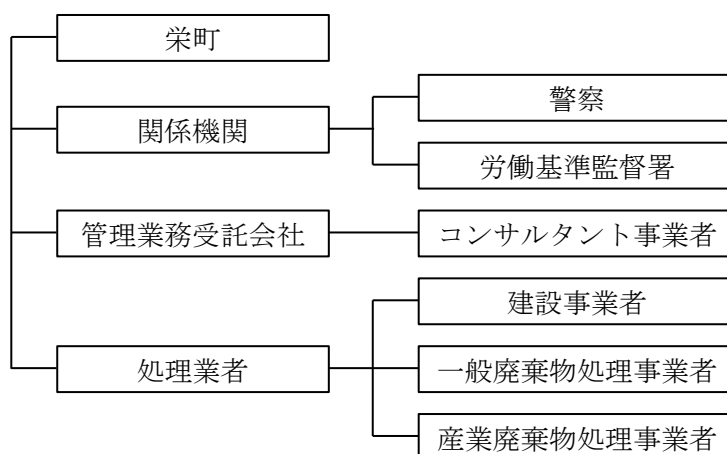 栄町
関係機関
警察
労働基準監督署
管理業務受託会社
コンサルタント事業者
処理業者
建設事業者
一般廃棄物処理事業者
産業廃棄物処理事業者